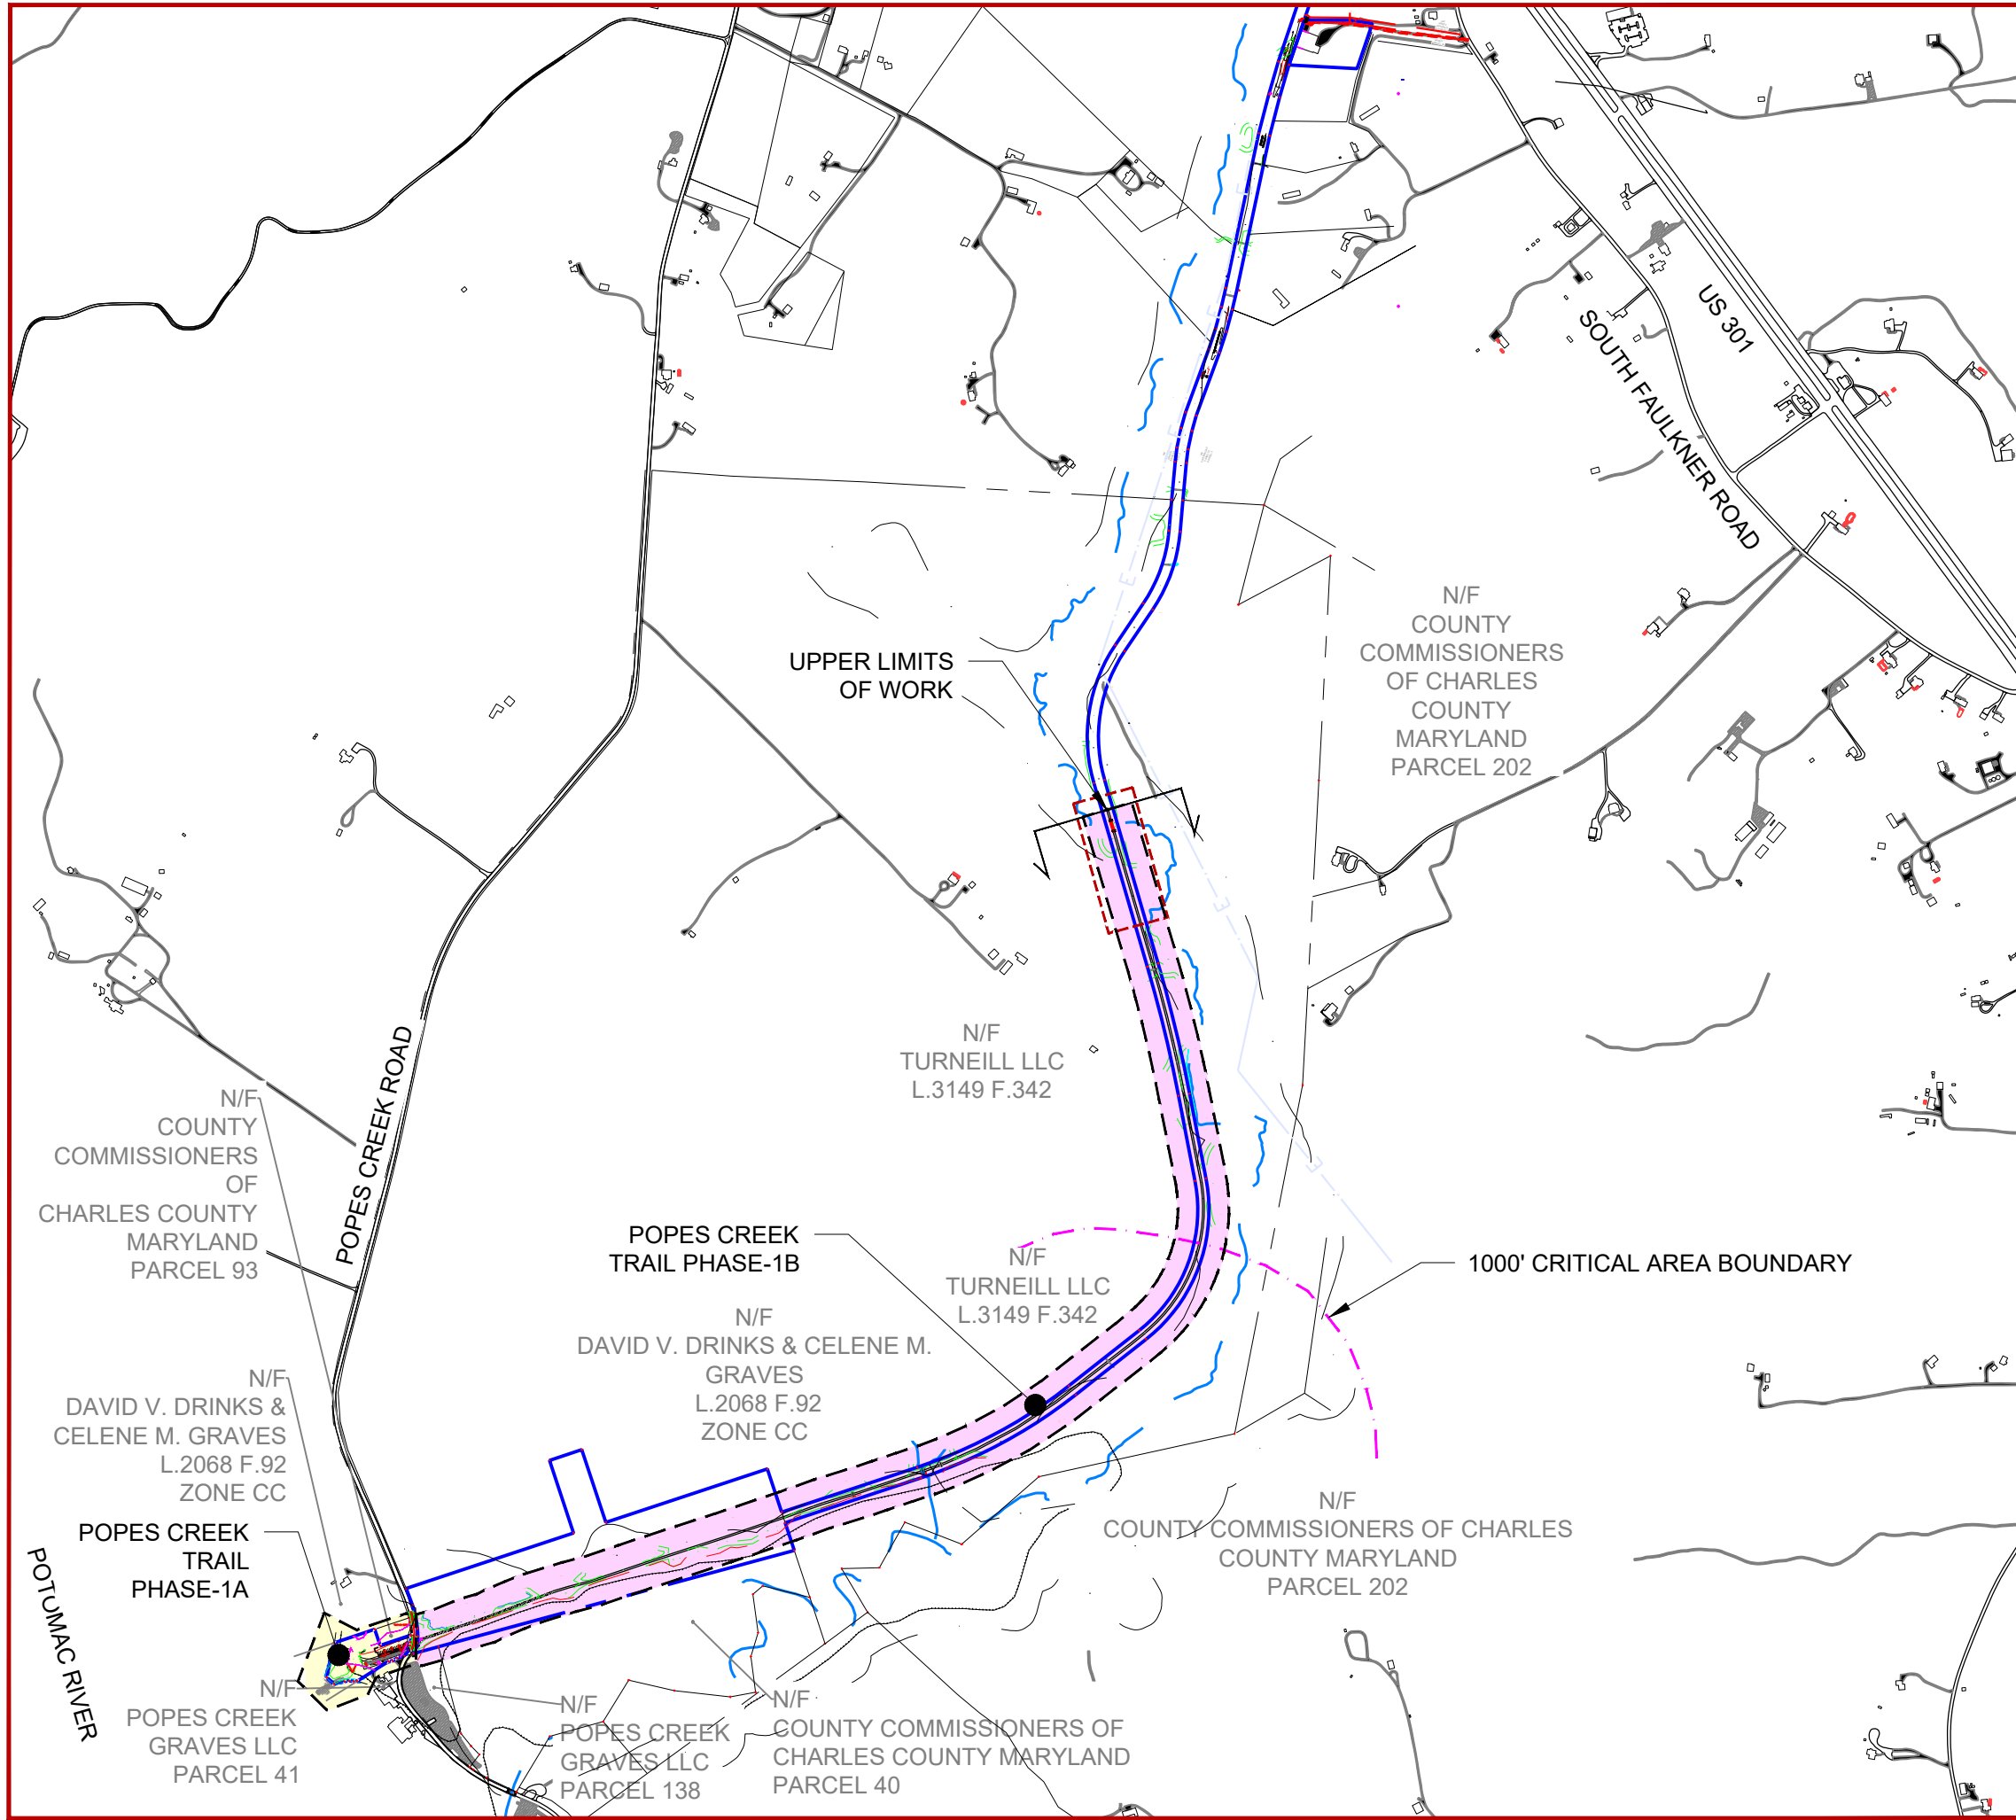 US 301
SOUTH FAULKNER ROAD
N/F
COUNTY
COMMISSIONERS
OF CHARLES
COUNTY
MARYLAND
PARCEL 202
UPPER LIMITS
OF WORK
E
E
E
E
E
E
N/F
TURNEILL LLC
L.3149 F.342
POPES CREEK ROAD
N/F
COUNTY
COMMISSIONERS
OF
CHARLES COUNTY
MARYLAND
PARCEL 93
POPES CREEK
TRAIL PHASE-1B
N/F
TURNEILL LLC
L.3149 F.342
1000' CRITICAL AREA BOUNDARY
N/F
DAVID V. DRINKS & CELENE M.
GRAVES
L.2068 F.92
ZONE CC
N/F
DAVID V. DRINKS &
CELENE M. GRAVES
L.2068 F.92
ZONE CC
N/F
COUNTY COMMISSIONERS OF CHARLES
COUNTY MARYLAND
PARCEL 202
POPES CREEK
TRAIL
PHASE-1A
POTUMAC RIVER
N/F
POPES CREEK
GRAVES LLC
PARCEL 41
N/F
POPES CREEK
GRAVES LLC
PARCEL 138
N/F
COUNTY COMMISSIONERS OF
CHARLES COUNTY MARYLAND
PARCEL 40